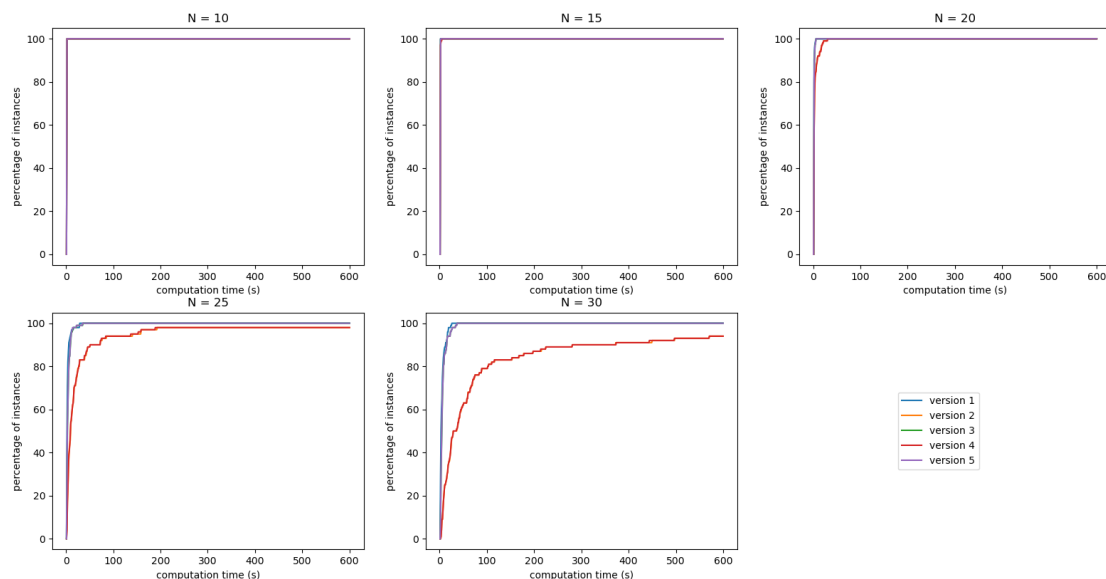 N = 10
100
80
60
40
20
0
percentage of instances
0 100 200 300 400 500 600
computation time (s)
N = 15
100
80
60
40
20
0
percentage of instances
0 100 200 300 400 500 600
computation time (s)
N = 20
100
80
60
40
20
0
percentage of instances
0 100 200 300 400 500 600
computation time (s)
N = 25
100
80
60
40
20
0
percentage of instances
0 100 200 300 400 500 600
computation time (s)
N = 30
100
80
60
40
20
0
percentage of instances
0 100 200 300 400 500 600
computation time (s)
version 1
version 2
version 3
version 4
version 5